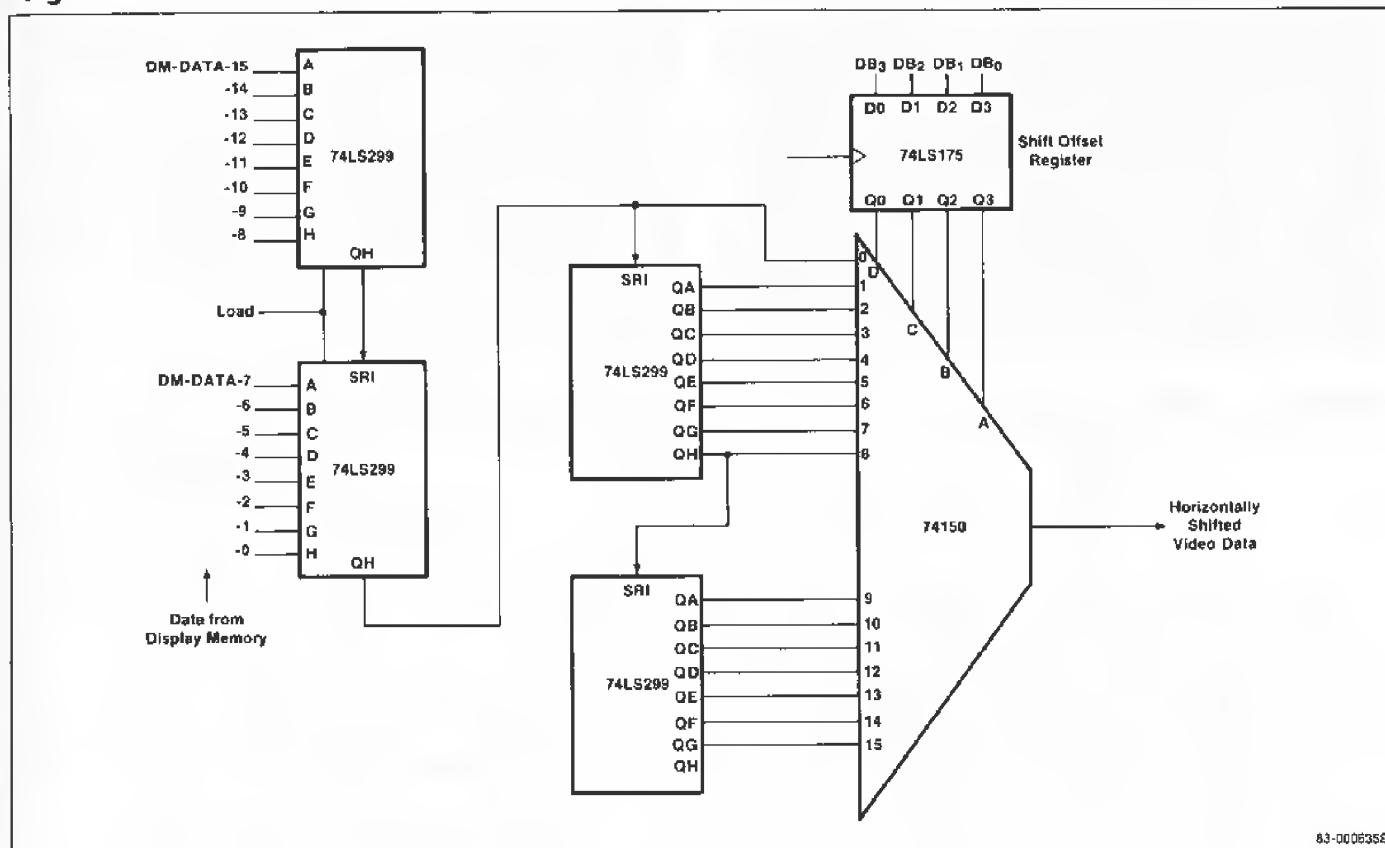 DM-DATA-15 A
-14 B
-13 C
-12 D
-11 E
-10 F
-9 G
-8 H
74LS299
QH
Load
SRI
DM-DATA-7 A
-6 B
-5 C
-4 D
-3 E
-2 F
-1 G
-0 H
74LS299
QH
Data from
Display Memory
SRI
QA
QB
QC
QD
QE
QF
QG
QH
74LS299
SRI
QA
QB
QC
QD
QE
QF
QG
QH
74LS299
DB3 DB2 DB1 DB0
D0 D1 D2 D3
74LS175
Q0 Q1 Q2 Q3
Shift Offset
Register
0
1
2
3
4
5
6
7
8
9
10
11
12
13
14
15
D
C
B
A
74150
Horizontally
Shifted
Video Data